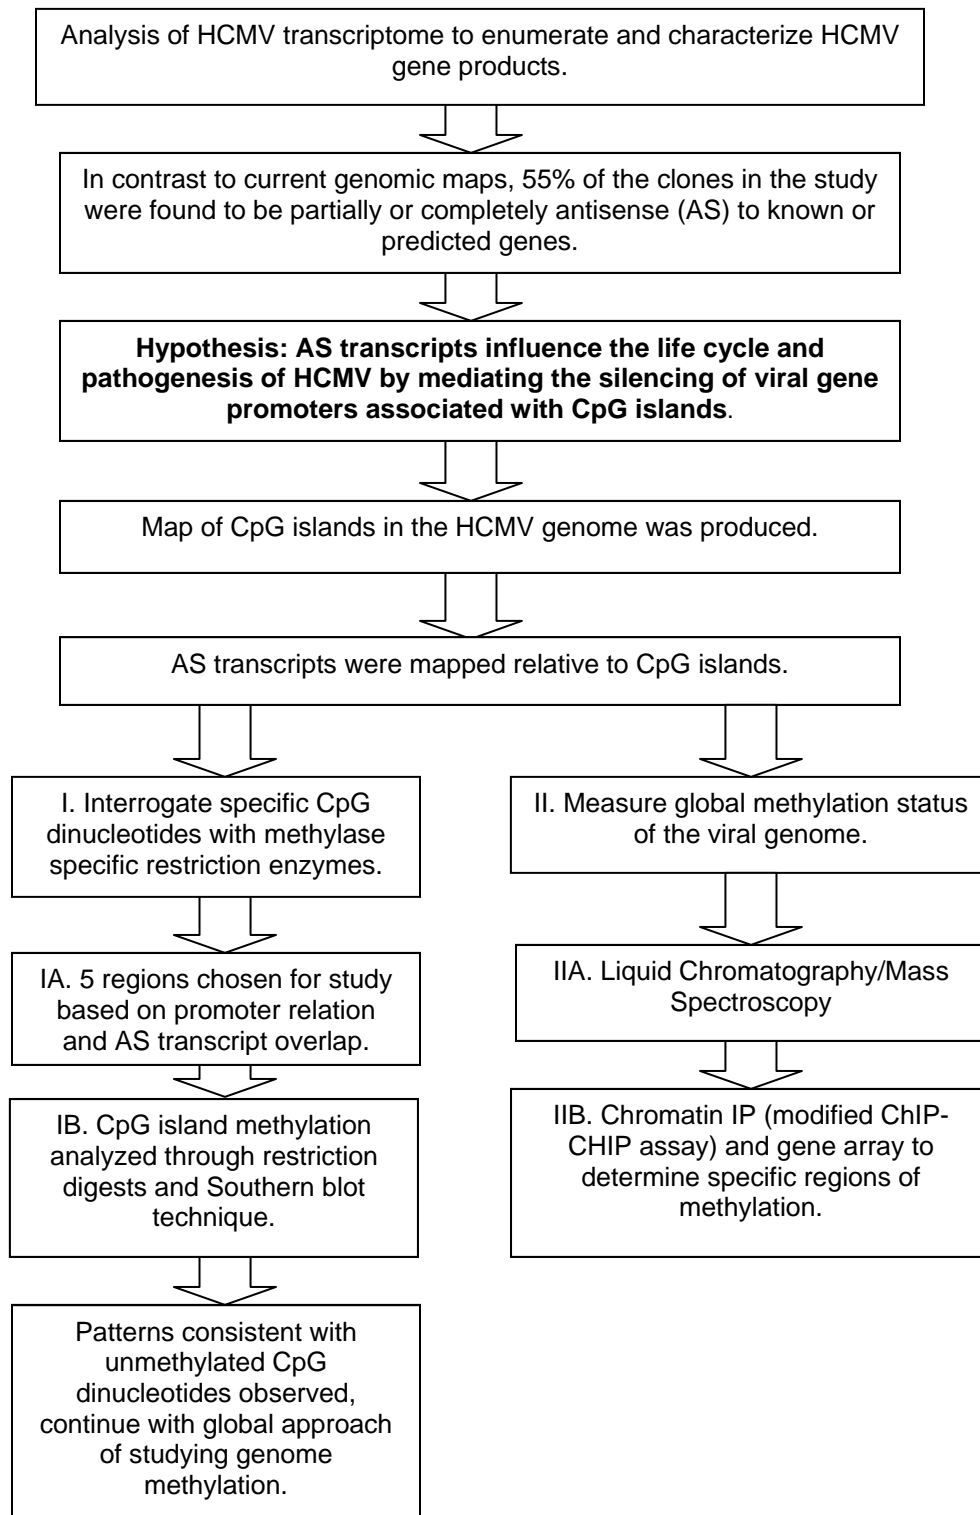 Analysis of HCMV transcriptome to enumerate and characterize HCMV
gene products.
In contrast to current genomic maps, 55% of the clones in the study
were found to be partially or completely antisense (AS) to known or
predicted genes.
Hypothesis: AS transcripts influence the life cycle and
pathogenesis of HCMV by mediating the silencing of viral gene
promoters associated with CpG islands.
Map of CpG islands in the HCMV genome was produced.
AS transcripts were mapped relative to CpG islands.
I. Interrogate specific CpG
dinucleotides with methylase
specific restriction enzymes.
IA. 5 regions chosen for study
based on promoter relation
and AS transcript overlap.
IB. CpG island methylation
analyzed through restriction
digests and Southern blot
technique.
Patterns consistent with
unmethylated CpG
dinucleotides observed,
continue with global approach
of studying genome
methylation.
II. Measure global methylation status
of the viral genome.
IIA. Liquid Chromatography/Mass
Spectroscopy
IIB. Chromatin IP (modified ChIP-
CHIP assay) and gene array to
determine specific regions of
methylation.